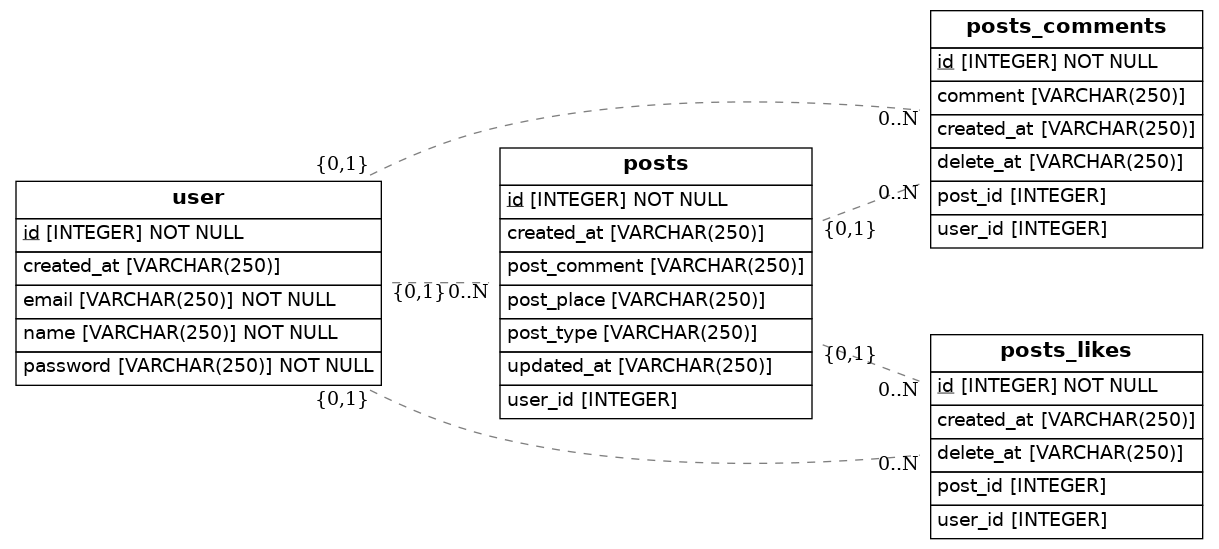 posts_comments
id [INTEGER] NOT NULL
comment [VARCHAR(250)]
created_at [VARCHAR(250)]
delete_at [VARCHAR(250)]
post_id [INTEGER]
user_id [INTEGER]
0..N
0..N
{0,1}
{0,1}
user
id [INTEGER] NOT NULL
created_at [VARCHAR(250)]
email [VARCHAR(250)] NOT NULL
name [VARCHAR(250)] NOT NULL
password [VARCHAR(250)] NOT NULL
{0,1}
0..N
{0,1}
posts
id [INTEGER] NOT NULL
created_at [VARCHAR(250)]
post_comment [VARCHAR(250)]
post_place [VARCHAR(250)]
post_type [VARCHAR(250)]
updated_at [VARCHAR(250)]
user_id [INTEGER]
{0,1}
0..N
0..N
posts_likes
id [INTEGER] NOT NULL
created_at [VARCHAR(250)]
delete_at [VARCHAR(250)]
post_id [INTEGER]
user_id [INTEGER]